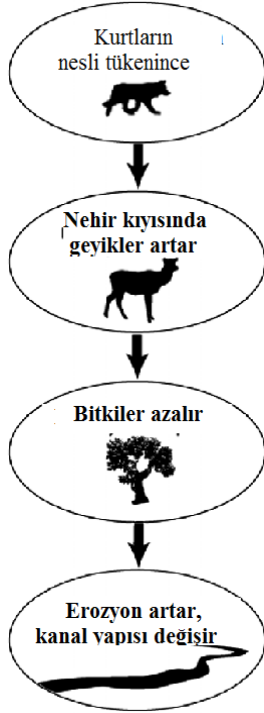 Kurtların
nesli tükenince
Nehir kıyısında
geyikler artar
Bitkiler azalır
Erozyon artar,
kanal yapısı değişir